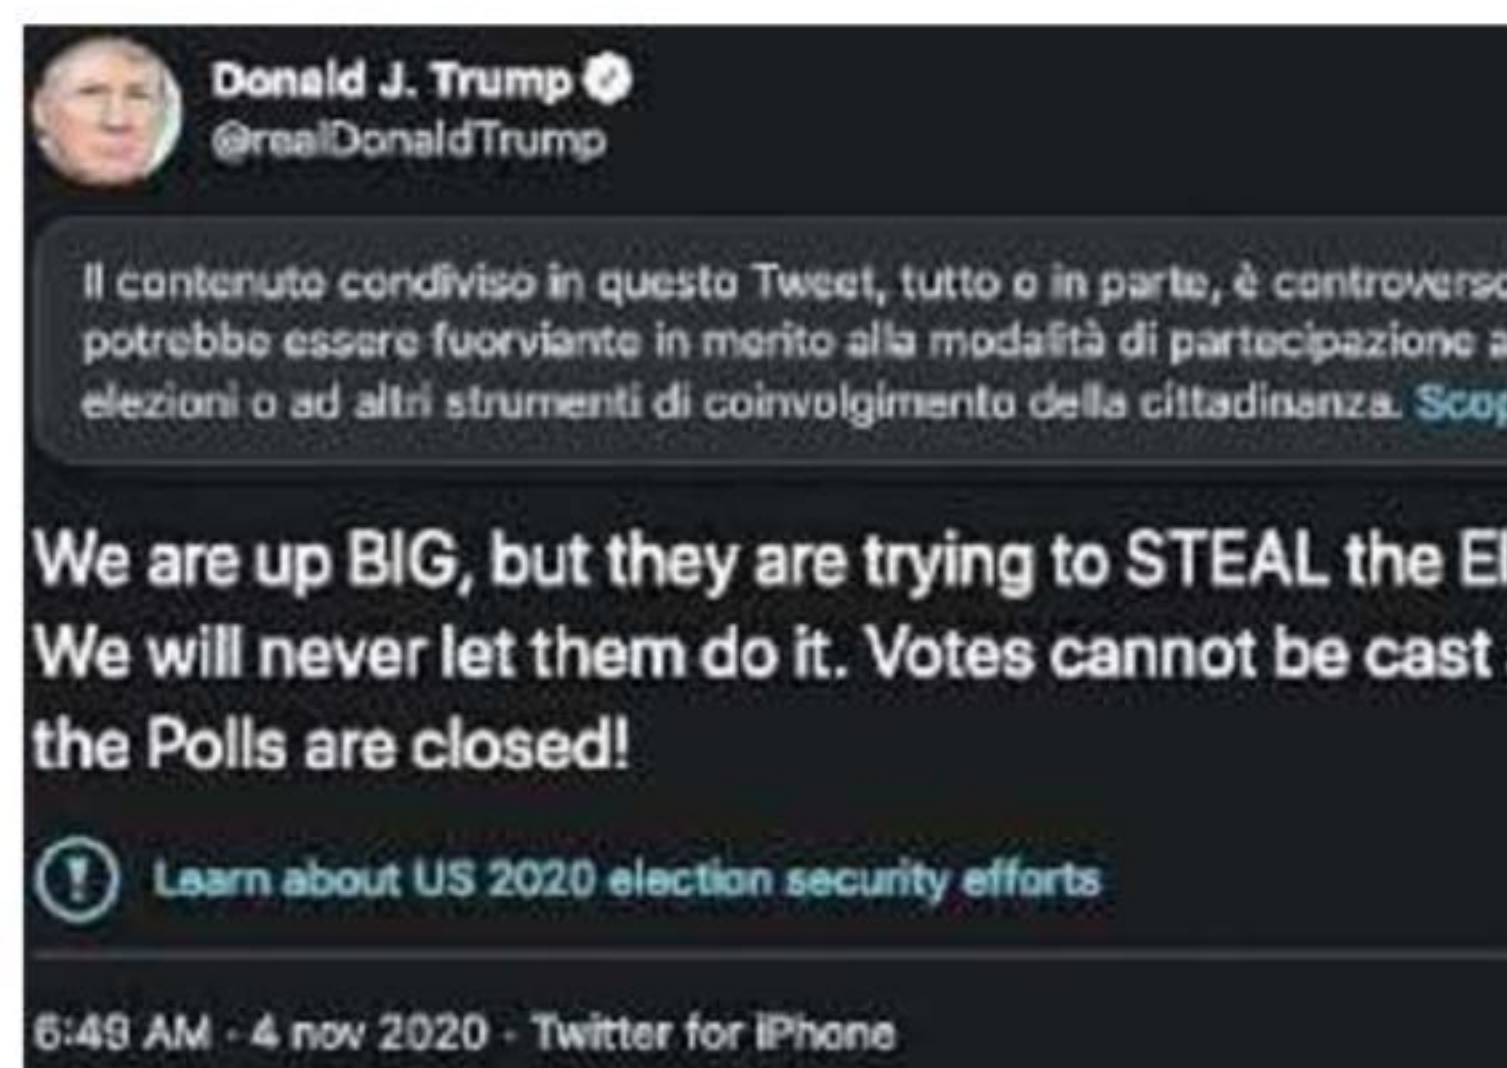 Donald J. Trump
@realDonaldTrump
Il contenuto condiviso in questo Tweet, tutto o in parte, è controverso
potrebbe essere fuorviante in merito alla modalità di partecipazione a
elezioni o ad altri strumenti di coinvolgimento della cittadinanza. Scop
We are up BIG, but they are trying to STEAL the El
We will never let them do it. Votes cannot be cast
the Polls are closed!
Learn about US 2020 election security efforts
6:49 AM · 4 nov 2020 · Twitter for iPhone